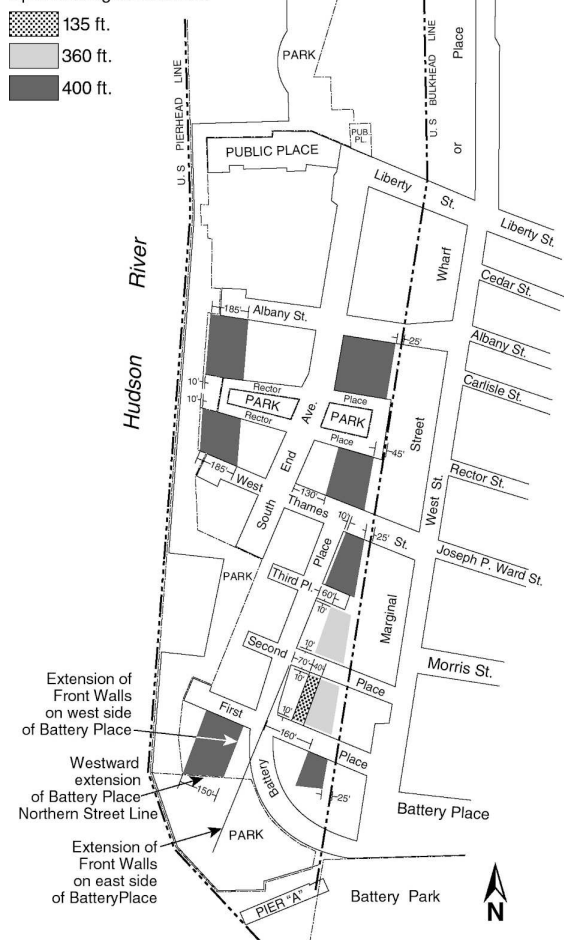 135 ft.
360 ft.
400 ft.
U.S PIERHEAD LINE
PARK
U.S BULKHEAD LINE
Place
or
Wharf
Street
Marginal
PUB.
PL.
PUBLIC PLACE
Liberty
St.
Liberty St.
Cedar St.
Albany St.
Carlisle St.
Rector St.
Joseph P. Ward St.
Morris St.
West St.
Hudson River
185'
Albany St.
25'
10'
Rector
Place
10'
PARK
PARK
Rector
Place
45'
South End Ave.
185'
West
130'
Thames
St.
10'
25'
Place
PARK
Third Pl.
60'
10'
10'
Second
Place
70'
40'
10'
10'
First
Place
160'
Battery
25'
150'
Battery Place
Extension of
Front Walls
on west side
of Battery Place
Westward
extension
of Battery Place
Northern Street Line
Extension of
Front Walls
on east side
of BatteryPlace
PARK
PIER "A"
Battery Park
N